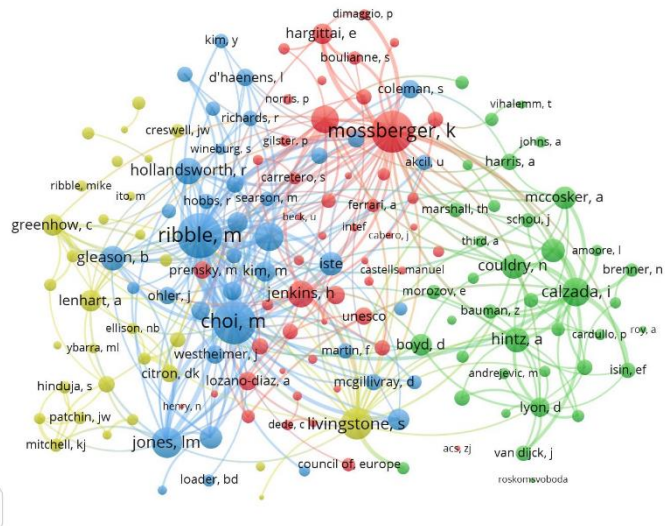 dimaggio, p
hargittai, e
kim, y
boulianne, s
d'haenens, l
coleman, s
norris, p
vihalemm, t
richards, r
creswell, jw
mossberger, k
gilster, p
wineburg, s
johns, a
akcil, u
harris, a
hollandsworth, r
carretero, s
ribble, mike
ito, m
hobbs, r
searson, m
mccosker, a
ferrari, a
marshall, th
beck, u
schou, j
greenhow, c
intef
ribble, m
cabero, j
third, a
amoore, l
gleason, b
iste
couldry, n
brenner, n
prensky, m
kim, m
castells, manuel
morozov, e
calzada, i
lenhart, a
ohler, j
jenkins, h
bauman, z
unesco
choi, m
ellison, nb
cardullo, p
roy, a
hintz, a
boyd, d
ybarra, ml
westheimer, j
martin, f
citron, dk
isin, ef
andrejevic, m
lozano-diaz, a
mcgillivray, d
hinduja, s
henry, n
lyon, d
patchin, jw
dede, c
livingstone, s
mitchell, kj
jones, lm
acs, zj
van dijck, j
council of europe
loader, bd
roskomsvoboda